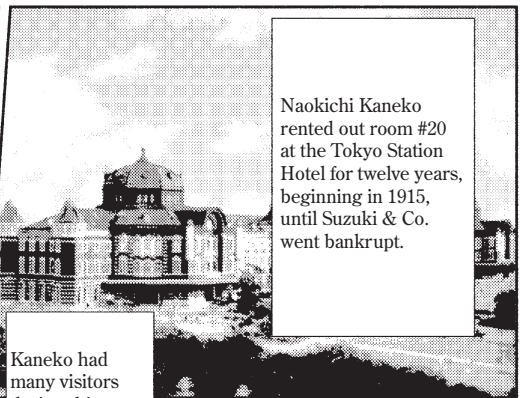 Naokichi Kaneko
rented out room #20
at the Tokyo Station
Hotel for twelve years,
beginning in 1915,
until Suzuki & Co.
went bankrupt.
Kaneko had
many visitors